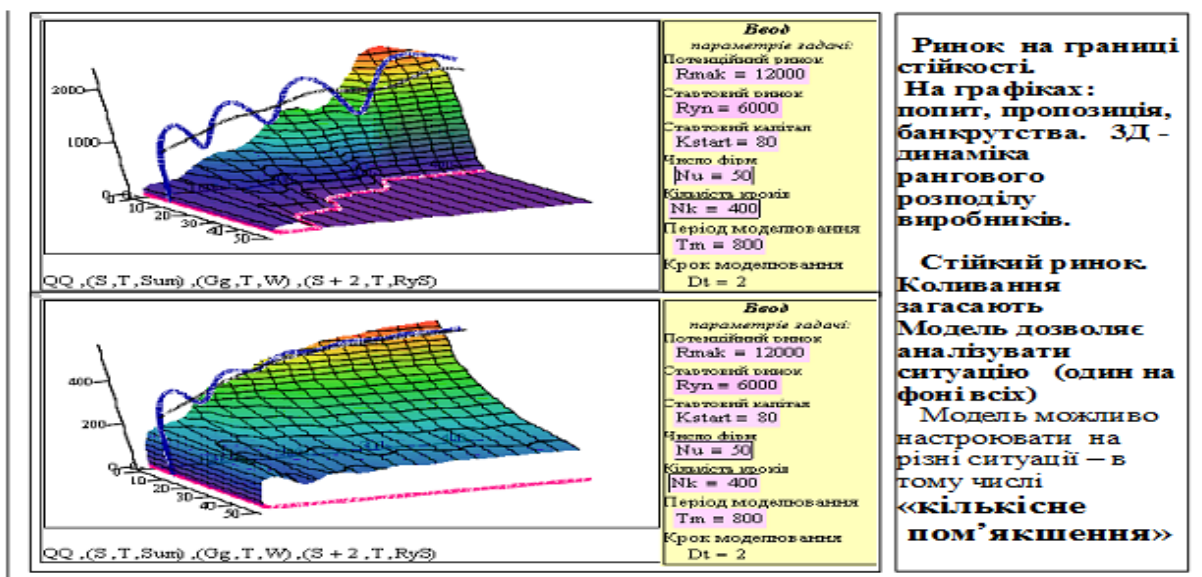 2000
1000
0
10
20
30
40
50
QQ ,(S,T,Sum) ,(Gg,T,W) ,(S + 2,T,RyS)
Ввод
параметрів задачі:
Потенційний ринок
Rmak = 12000
Стартовий ринок
Ryn = 6000
Стартовий капітал
Kstart = 80
Число фірм
Nu = 50
Кількість кроків
Nk = 400
Період моделювання
Tm = 800
Крок моделювання
Dt = 2
400
200
0
10
20
30
40
50
QQ ,(S,T,Sum) ,(Gg,T,W) ,(S + 2,T,RyS)
Ввод
параметрів задачі:
Потенційний ринок
Rmak = 12000
Стартовий ринок
Ryn = 6000
Стартовий капітал
Kstart = 80
Число фірм
Nu = 50
Кількість кроків
Nk = 400
Період моделювання
Tm = 800
Крок моделювання
Dt = 2
Ринок на границі
стійкості.
На графіках:
попит, пропозиція,
банкрутства. 3Д -
динаміка
рангового
розподілу
виробників.
Стійкий ринок.
Коливання
загасають
Модель дозволяє
аналізувати
ситуацію (один на
фоні всіх)
Модель можливо
настроювати на
різні ситуації – в
тому числі
«кількісне
пом’якшення»